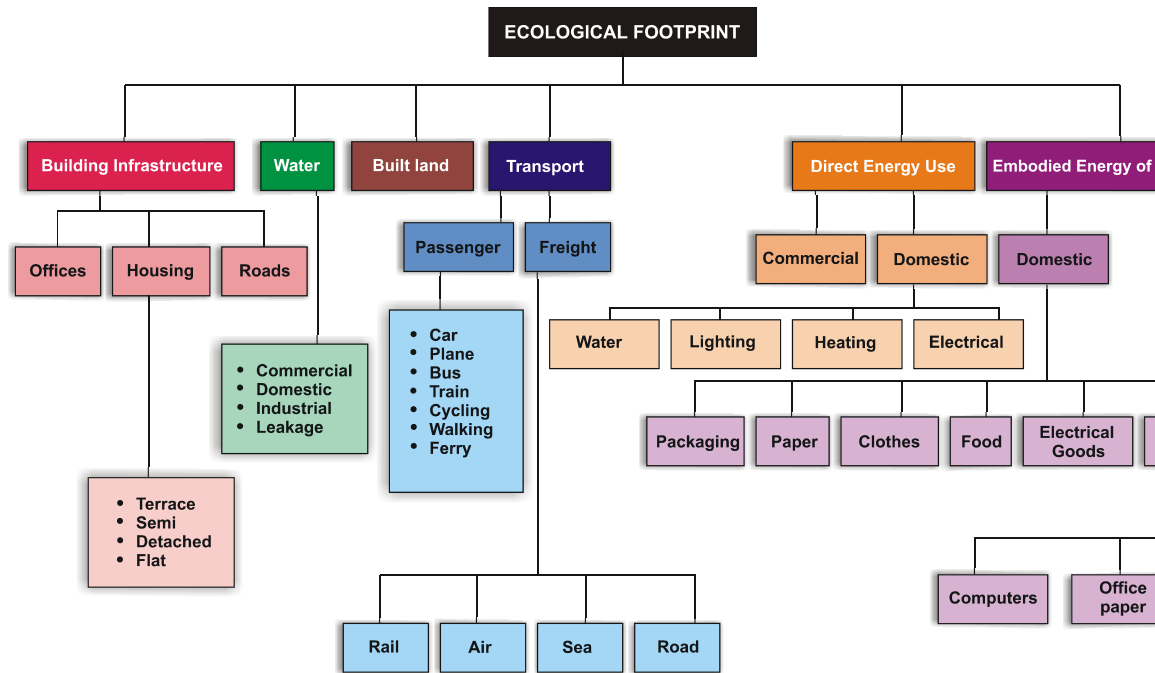 ECOLOGICAL FOOTPRINT
Building Infrastructure
Water
Built land
Transport
Direct Energy Use
Embodied Energy of
Passenger
Freight
Commercial
Domestic
Domestic
Offices
Housing
Roads
Water
Lighting
Heating
Electrical
• Car
• Plane
• Bus
• Train
• Cycling
• Walking
• Ferry
• Commercial
• Domestic
• Industrial
• Leakage
Packaging
Paper
Clothes
Food
Electrical
Goods
• Terrace
• Semi
• Detached
• Flat
Computers
Office
paper
Rail
Air
Sea
Road